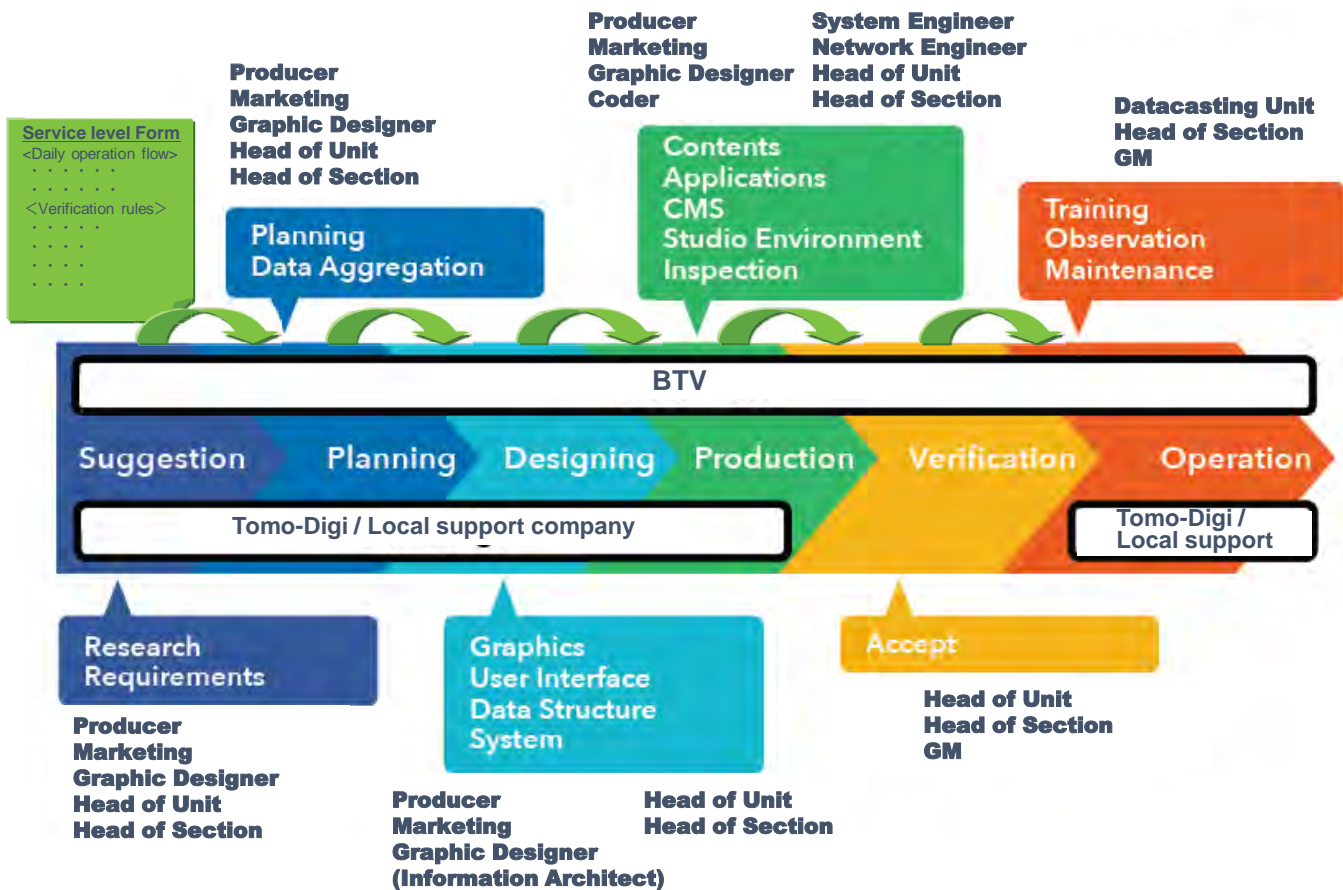 Service level Form
<Daily operation flow>
・・・・・・
・・・・・・
＜Verification rules＞
・・・・・
・・・・
・・・・
・・・・
Producer
Marketing
Graphic Designer
Head of Unit
Head of Section
Planning
Data Aggregation
Producer
Marketing
Graphic Designer
Coder
System Engineer
Network Engineer
Head of Unit
Head of Section
Contents
Applications
CMS
Studio Environment
Inspection
Datacasting Unit
Head of Section
GM
Training
Observation
Maintenance
BTV
Suggestion
Planning
Designing
Production
Verification
Operation
Tomo-Digi / Local support company
Tomo-Digi /
Local support
Research
Requirements
Producer
Marketing
Graphic Designer
Head of Unit
Head of Section
Graphics
User Interface
Data Structure
System
Producer
Marketing
Graphic Designer
(Information Architect)
Head of Unit
Head of Section
Accept
Head of Unit
Head of Section
GM